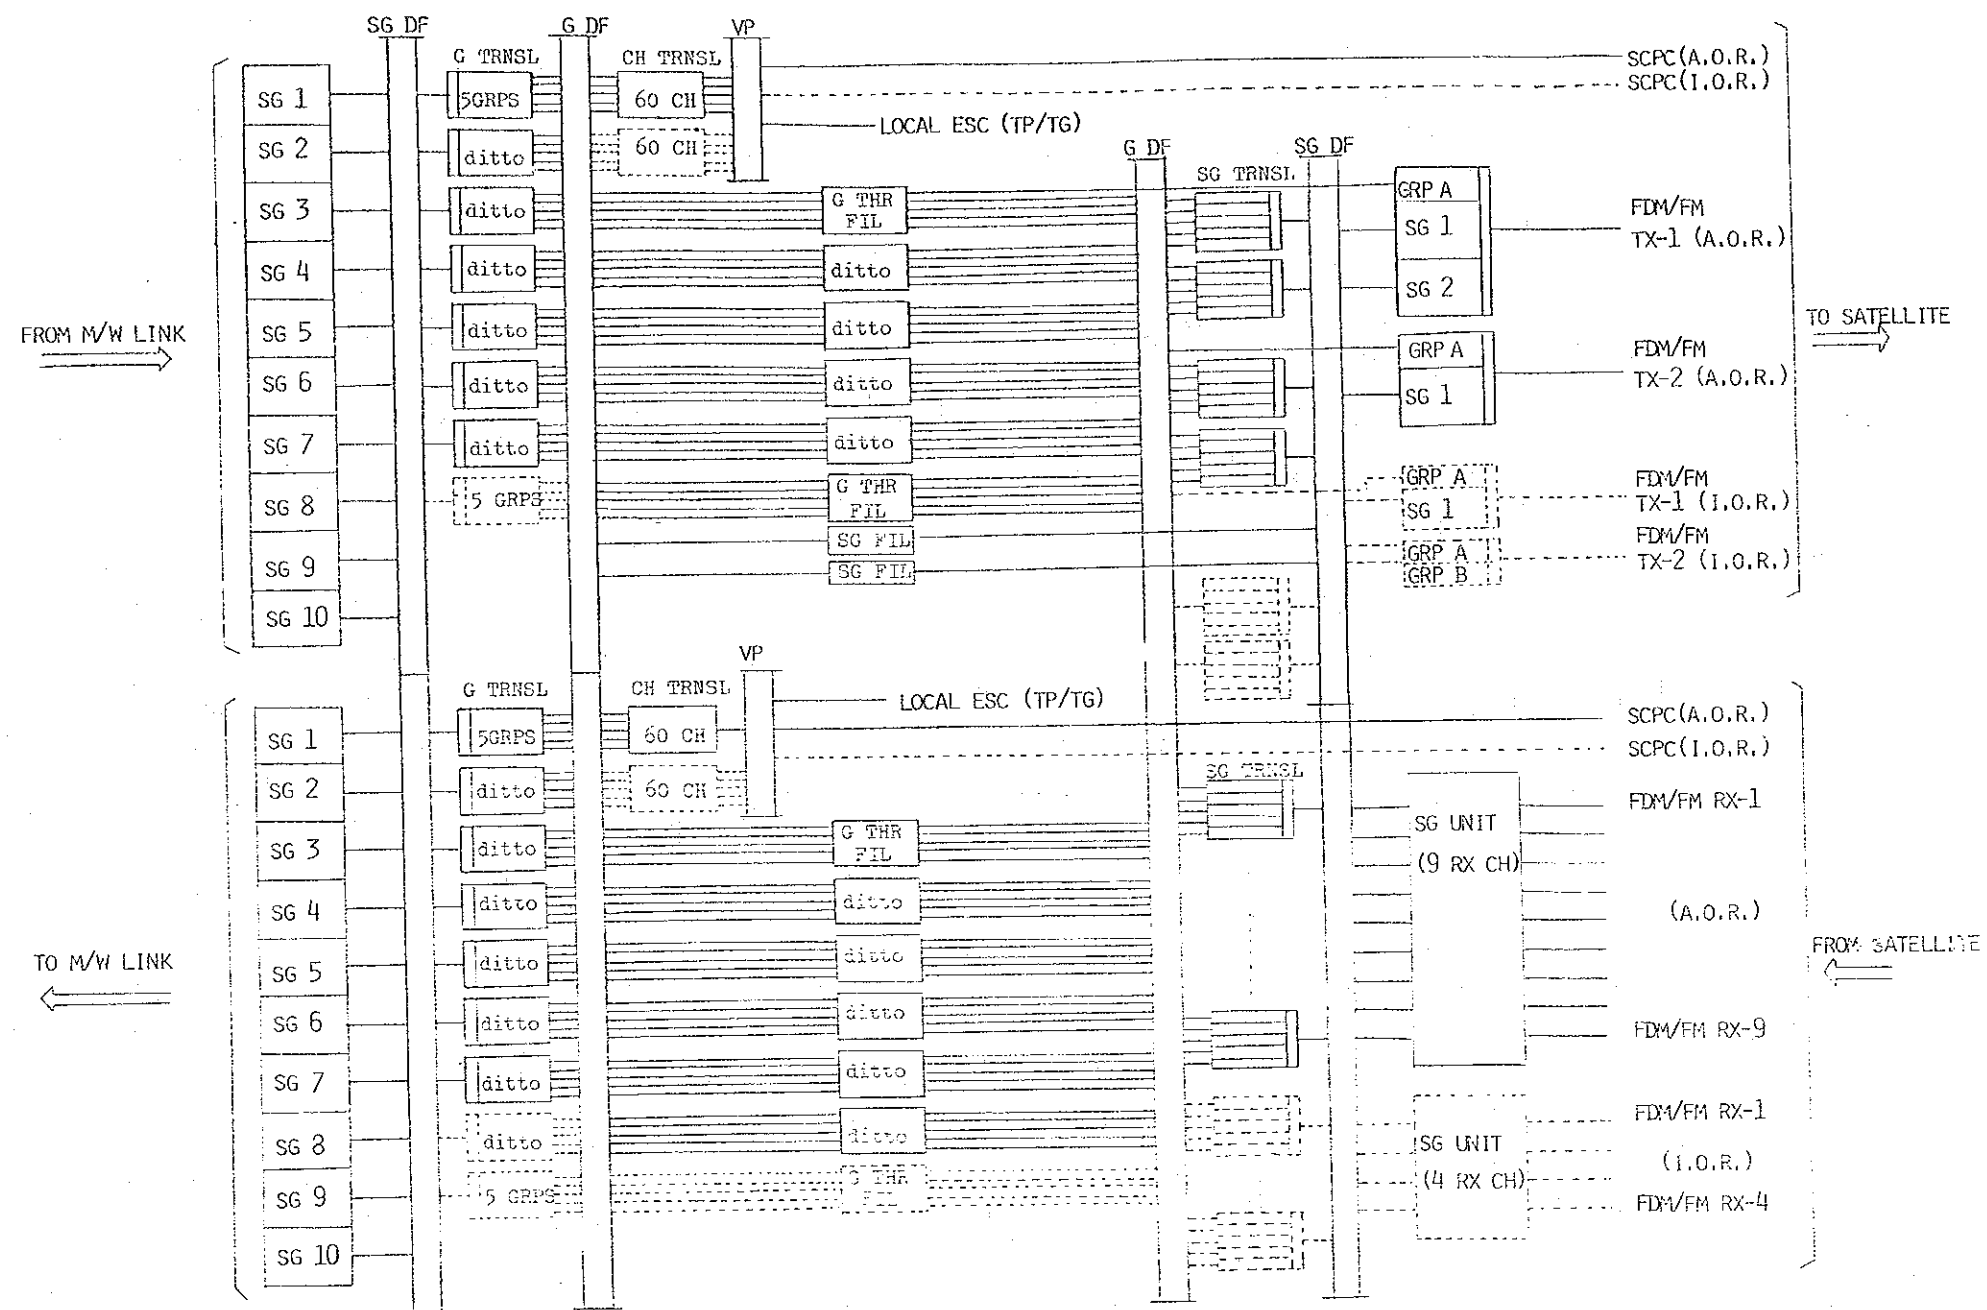 SG DF
G DF
VP
G TRNSL
CH TRNSL
SCPC(A.O.R.)
SCPC(I.O.R.)
SG 1
5GRPS
60 CH
LOCAL ESC (TP/TG)
SG 2
ditto
60 CH
G DF
SG DF
SG TRNSL
SG 3
ditto
G THR
FIL
GRP A
SG 1
SG 2
FDM/FM
TX-1 (A.O.R.)
SG 4
ditto
ditto
FROM M/W LINK
SG 5
ditto
ditto
TO SATELLITE
SG 6
ditto
ditto
GRP A
SG 1
FDM/FM
TX-2 (A.O.R.)
SG 7
ditto
ditto
SG 8
5 GRPS
G THR
FIL
GRP A
SG 1
FDM/FM
TX-1 (I.O.R.)
SG 9
SG FIL
SG FIL
GRP A
GRP B
FDM/FM
TX-2 (I.O.R.)
SG 10
VP
G TRNSL
CH TRNSL
LOCAL ESC (TP/TG)
SCPC(A.O.R.)
SCPC(I.O.R.)
SG 1
5GRPS
60 CH
SG 2
ditto
60 CH
SG TRNSL
SG UNIT
(9 RX CH)
FDM/FM RX-1
(A.O.R.)
FDM/FM RX-9
SG 3
ditto
G THR
FIL
SG 4
ditto
ditto
TO M/W LINK
SG 5
ditto
ditto
FROM SATELLITE
SG 6
ditto
ditto
SG 7
ditto
ditto
SG 8
ditto
ditto
SG UNIT
(4 RX CH)
FDM/FM RX-1
(I.O.R.)
FDM/FM RX-4
SG 9
5 GRPS
G THR
FIL
SG 10